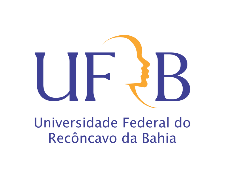 UFRB
Universidade Federal do
Recôncavo da Bahia